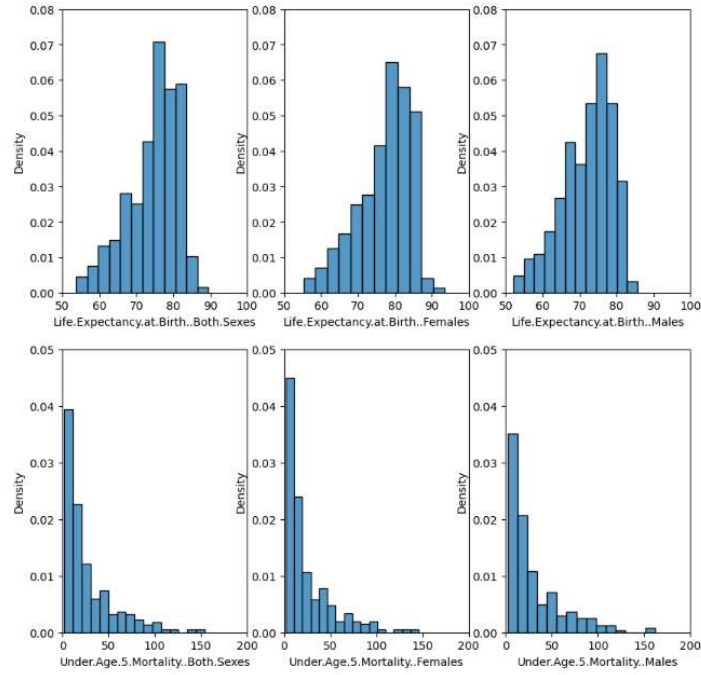 0.08
0.07
0.06
0.05
0.04
0.03
0.02
0.01
0.00
Density
50 60 70 80 90 100
Life.Expectancy.at.Birth..Both.Sexes
0.08
0.07
0.06
0.05
0.04
0.03
0.02
0.01
0.00
Density
50 60 70 80 90 100
Life.Expectancy.at.Birth..Females
0.08
0.07
0.06
0.05
0.04
0.03
0.02
0.01
0.00
Density
50 60 70 80 90 100
Life.Expectancy.at.Birth..Males
0.05
0.04
0.03
0.02
0.01
0.00
Density
0 50 100 150 200
Under.Age.5.Mortality..Both.Sexes
0.05
0.04
0.03
0.02
0.01
0.00
Density
0 50 100 150 200
Under.Age.5.Mortality..Females
0.05
0.04
0.03
0.02
0.01
0.00
Density
0 50 100 150 200
Under.Age.5.Mortality..Males